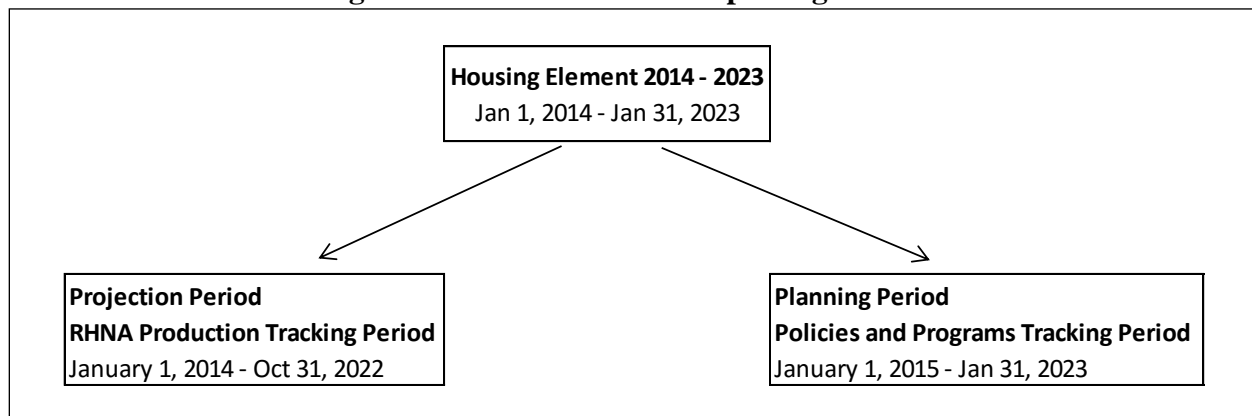 Housing Element 2014 - 2023
Jan 1, 2014 - Jan 31, 2023
Projection Period
RHNA Production Tracking Period
January 1, 2014 - Oct 31, 2022
Planning Period
Policies and Programs Tracking Period
January 1, 2015 - Jan 31, 2023